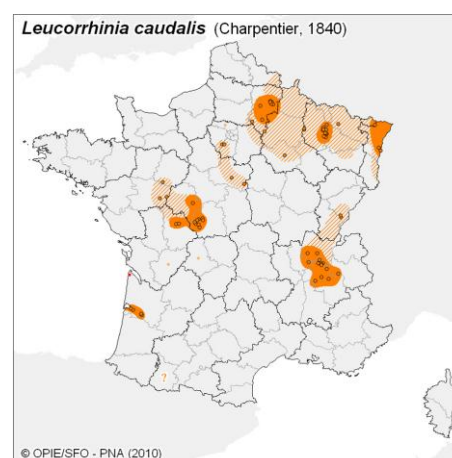 Leucorrhinia caudalis (Charpentier, 1840)
?
© OPIE/SFO - PNA (2010)